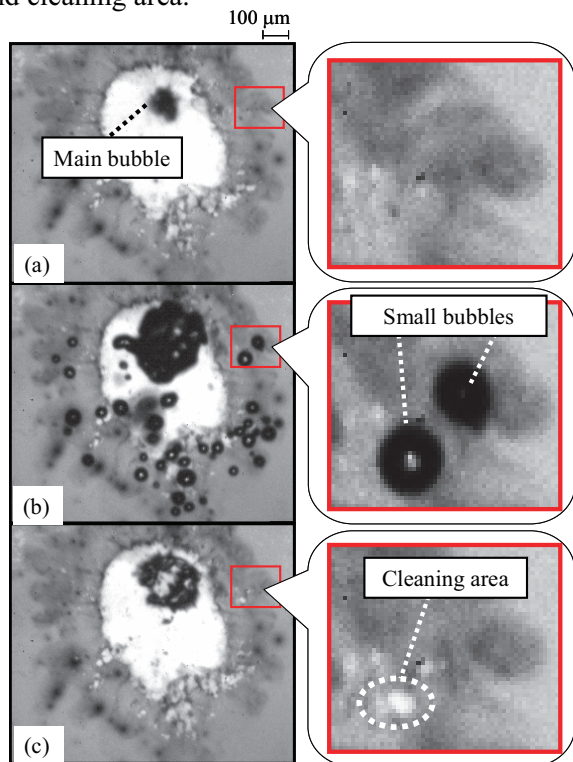 nd cleaning area.
100 μm
Main bubble
(a)
Small bubbles
(b)
Cleaning area
(c)